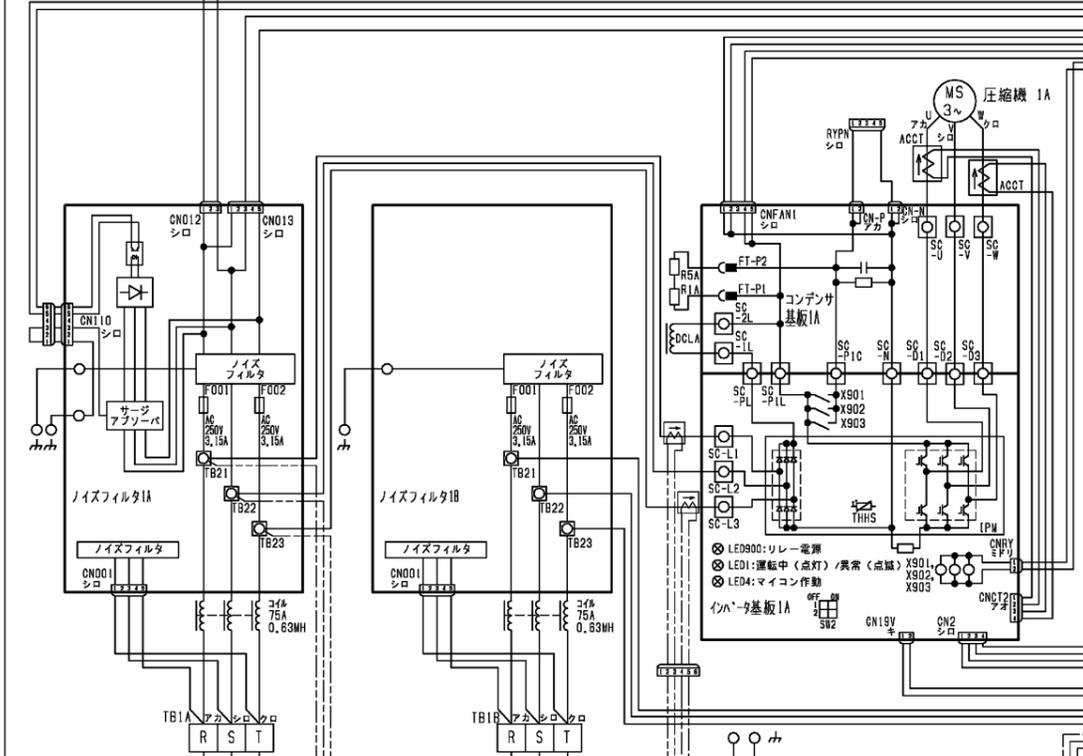 MS
3~
圧縮機 1A
U
アカ
V
シロ
W
クロ
ACCT
ACCT
RYPN
シロ
CN012
シロ
CN013
シロ
CNFAN1
シロ
CN-P
アカ
CN-N
シロ
SC
-U
SC
-V
SC
-W
FT-P2
R5A
R1A
FT-P1
コンデンサ
基板1A
SC
-2L
DCLA
SC
-1L
CN110
シロ
SC
-P1C
SC
-N
SC
-D1
SC
-D2
SC
-D3
SC
-PL
SC
-P1L
ノイズ
フィルタ
ノイズ
フィルタ
F001
F002
F001
F002
AC
250V
3.15A
AC
250V
3.15A
AC
250V
3.15A
AC
250V
3.15A
サージ
アブソーバ
X901
X902
X903
TB21
TB22
TB23
TB21
TB22
TB23
SC-L1
SC-L2
SC-L3
ノイズフィルタ1A
ノイズフィルタ1B
THHS
IPM
ノイズフィルタ
ノイズフィルタ
CN001
シロ
CN001
シロ
LED900:リレー電源
LED1:運転中（点灯）/異常（点滅）
LED4:マイコン作動
X901,
X902,
X903
CNRY
ミドリ
CNCT2
アオ
インバータ基板1A
OFF ON
1
2
SW2
CN19V
キ
CN2
シロ
コイル
75A
0.63MH
コイル
75A
0.63MH
TB1A
アカ
シロ
クロ
R S T
TB1B
アカ
シロ
クロ
R S T